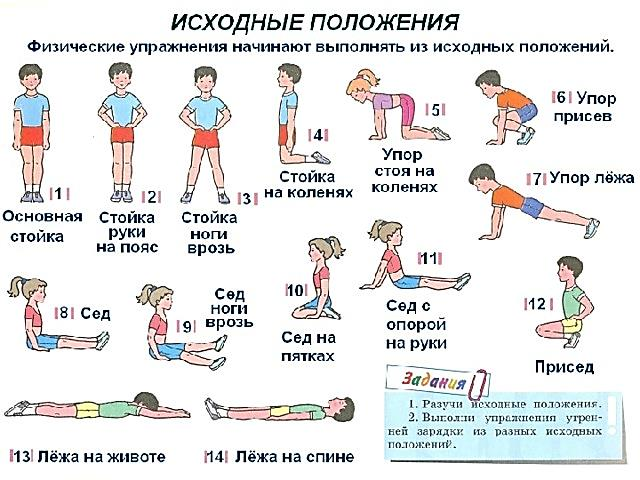 ИСХОДНЫЕ ПОЛОЖЕНИЯ
Физические упражнения начинают выполнять из исходных положений.
|1|
Основная
стойка
|2|
Стойка
руки
на пояс
|3|
Стойка
ноги
врозь
|4|
Стойка
на коленях
|5|
Упор
стоя на
коленях
|6| Упор
присев
|7| Упор лёжа
|8| Сед
|9|
Сед
ноги
врозь
|10|
Сед на
пятках
|11|
Сед с
опорой
на руки
|12|
Присед
|13| Лёжа на животе
|14| Лёжа на спине
Задания
1. Разучи исходные положения.
2. Выполни упражнения утрен-
ней зарядки из разных исходных
положений.